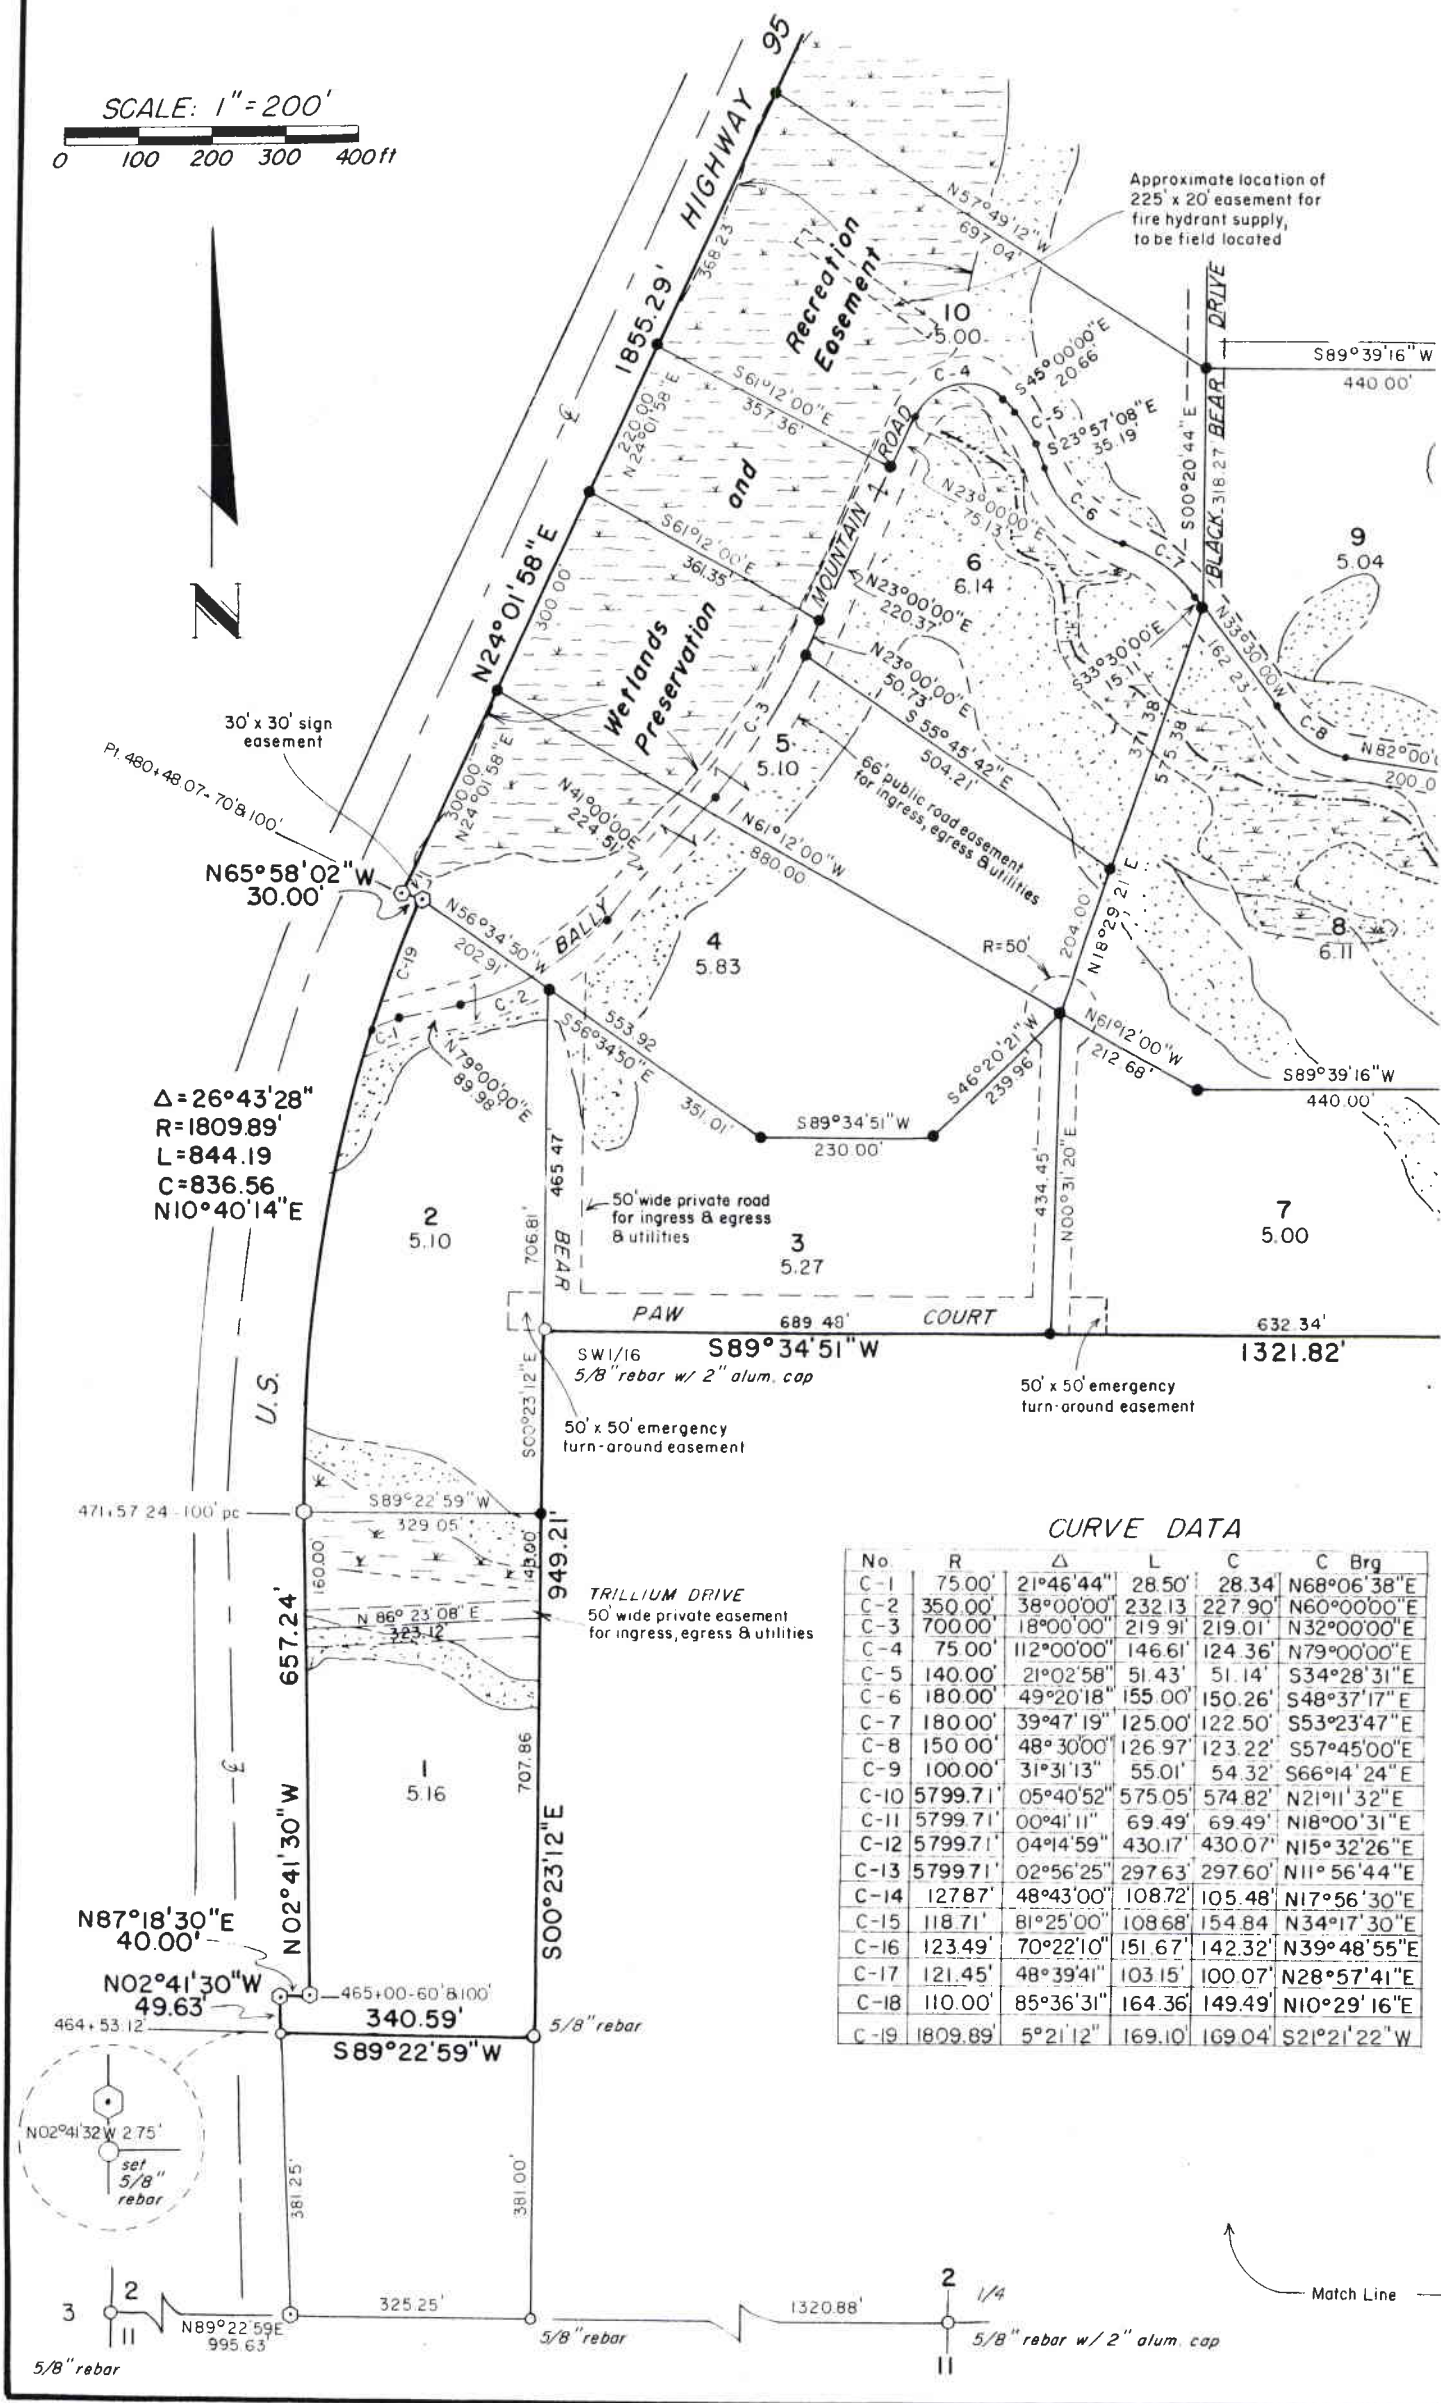 SCALE: 1" = 200'
0 100 200 300 400 ft
N
HIGHWAY 95
U.S.
Approximate location of
225' x 20' easement for
fire hydrant supply,
to be field located
N57°49'12"W
697.04'
368.23
1855.29'
Recreation
Easement
and
Wetlands
Preservation
10
5.00
C-4
S45°00'00"E
20.66'
C-5
S23°57'08"E
35.19'
C-6
C-7
S00°20'44"E
318.27
BLACK BEAR DRIVE
S89°39'16"W
440.00'
S61°12'00"E
357.36'
220.00'
N24°01'58"E
MOUNTAIN ROAD
N23°00'00"E
75.13'
9
5.04
6
6.14
S61°12'00"E
361.35'
N23°00'00"E
220.37'
N24°01'58"E
300.00'
S33°30'00"E
15.11'
N33°30'00W
162.23'
N23°00'00"E
50.73'
371.38
575.38
C-8
C-3
N82°00'
200.0
30' x 30' sign
easement
5
5.10
S 55°45'42"E
504.21'
66' public road easement
for ingress, egress & utilities
P.I. 480+48.07-70'&100'
300.00'
N24°01'58"E
N41°00'00E
224.51'
N61°12'00"W
880.00
N65°58'02"W
30.00'
N56°34'50"W
202.91'
BALLY
C-19
C-2
C-1
4
5.83
R=50'
204.00'
N18°29'21"E
8
6.11
N79°00'00"E
89.98'
553.92
S56°34'50"E
351.01'
S46°20'21"W
239.96'
N61°12'00"W
212.68'
S89°39'16"W
440.00'
S89°34'51"W
230.00'
Δ=26°43'28"
R=1809.89'
L=844.19
C=836.56
N10°40'14"E
465.47'
706.81'
434.45'
N00°31'20"E
50' wide private road
for ingress & egress
& utilities
2
5.10
3
5.27
7
5.00
BEAR PAW COURT
689.48'
S89°34'51"W
632.34'
1321.82'
SW1/16
5/8" rebar w/ 2" alum. cap
S00°23'12"E
50' x 50' emergency
turn-around easement
50' x 50' emergency
turn-around easement
471+57.24-100' pc
S89°22'59"W
329.05'
160.00'
143.00'
949.21'
N 86° 23' 08" E
323.12'
TRILLIUM DRIVE
50' wide private easement
for ingress, egress & utilities
657.24'
N02°41'30"W
1
5.16
707.86
S00°23'12"E
N87°18'30"E
40.00'
N02°41'30"W
49.63'
465+00-60'&100'
340.59'
S89°22'59"W
5/8" rebar
464+53.12'
N02°41'32W 2.75'
set
5/8"
rebar
381.25'
381.00'
3 2
11
5/8" rebar
N89°22'59E
995.63'
325.25'
5/8" rebar
1320.88'
2 1/4
11
5/8" rebar w/ 2" alum. cap
Match Line
CURVE DATA
No. R Δ L C C Brg
C-1 75.00' 21°46'44" 28.50' 28.34' N68°06'38"E
C-2 350.00' 38°00'00" 232.13 227.90' N60°00'00"E
C-3 700.00' 18°00'00" 219.91' 219.01' N32°00'00"E
C-4 75.00' 112°00'00" 146.61' 124.36' N79°00'00"E
C-5 140.00' 21°02'58" 51.43' 51.14' S34°28'31"E
C-6 180.00' 49°20'18" 155.00' 150.26' S48°37'17"E
C-7 180.00' 39°47'19" 125.00' 122.50' S53°23'47"E
C-8 150.00' 48°30'00" 126.97' 123.22' S57°45'00"E
C-9 100.00' 31°31'13" 55.01' 54.32' S66°14'24"E
C-10 5799.71' 05°40'52" 575.05' 574.82' N21°11'32"E
C-11 5799.71' 00°41'11" 69.49' 69.49' N18°00'31"E
C-12 5799.71' 04°14'59" 430.17' 430.07' N15°32'26"E
C-13 5799.71' 02°56'25" 297.63' 297.60' N11°56'44"E
C-14 127.87' 48°43'00" 108.72' 105.48' N17°56'30"E
C-15 118.71' 81°25'00" 108.68' 154.84 N34°17'30"E
C-16 123.49' 70°22'10" 151.67' 142.32' N39°48'55"E
C-17 121.45' 48°39'41" 103.15' 100.07' N28°57'41"E
C-18 110.00' 85°36'31" 164.36' 149.49' N10°29'16"E
C-19 1809.89' 5°21'12" 169.10' 169.04' S21°21'22"W